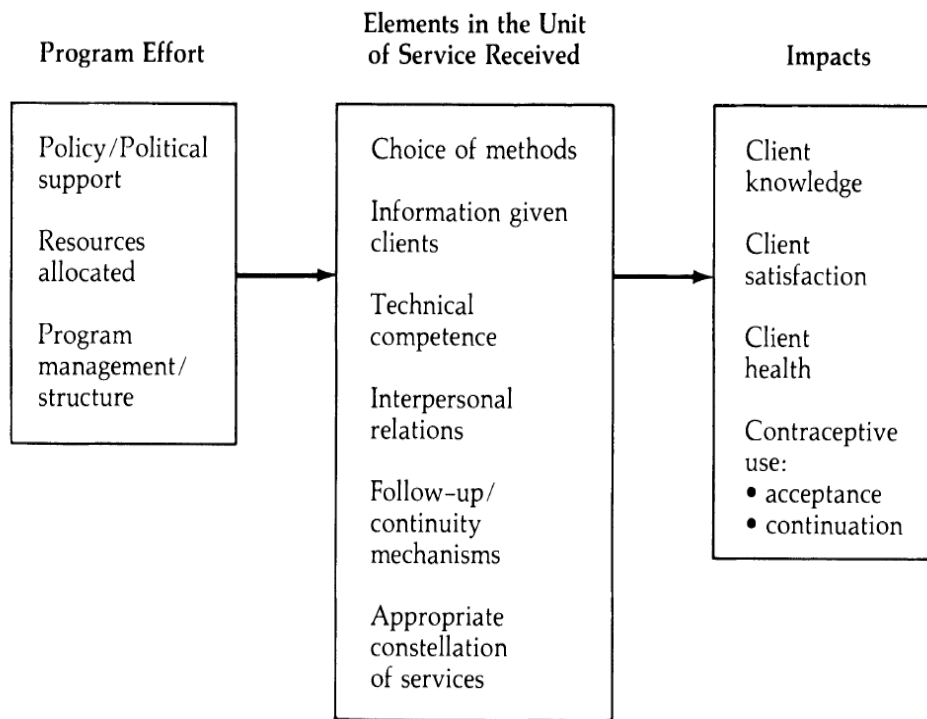 Program Effort
Policy/Political
support
Resources
allocated
Program
management/
structure
Elements in the Unit
of Service Received
Choice of methods
Information given
clients
Technical
competence
Interpersonal
relations
Follow-up/
continuity
mechanisms
Appropriate
constellation
of services
Impacts
Client
knowledge
Client
satisfaction
Client
health
Contraceptive
use:
• acceptance
• continuation